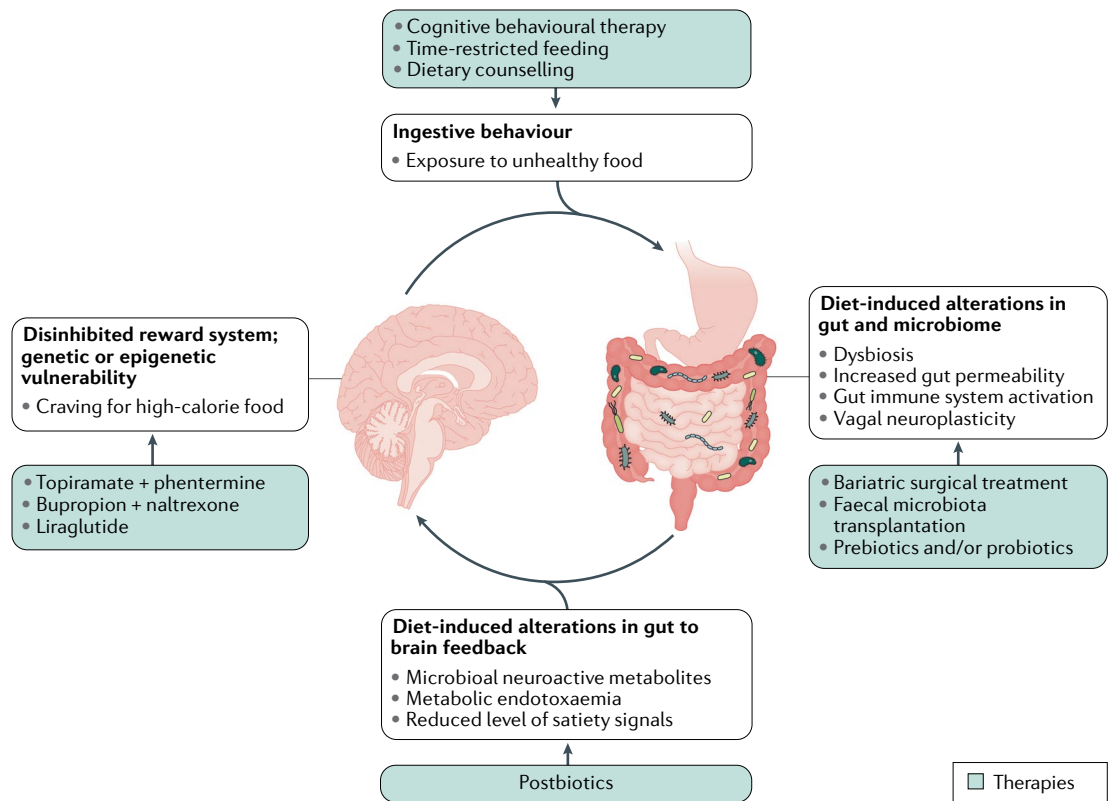 • Cognitive behavioural therapy
• Time-restricted feeding
• Dietary counselling
Ingestive behaviour
• Exposure to unhealthy food
Disinhibited reward system;
genetic or epigenetic
vulnerability
• Craving for high-calorie food
• Topiramate + phentermine
• Bupropion + naltrexone
• Liraglutide
Diet-induced alterations in
gut and microbiome
• Dysbiosis
• Increased gut permeability
• Gut immune system activation
• Vagal neuroplasticity
• Bariatric surgical treatment
• Faecal microbiota
transplantation
• Prebiotics and/or probiotics
Diet-induced alterations in gut to
brain feedback
• Microbioal neuroactive metabolites
• Metabolic endotoxaemia
• Reduced level of satiety signals
Postbiotics
Therapies